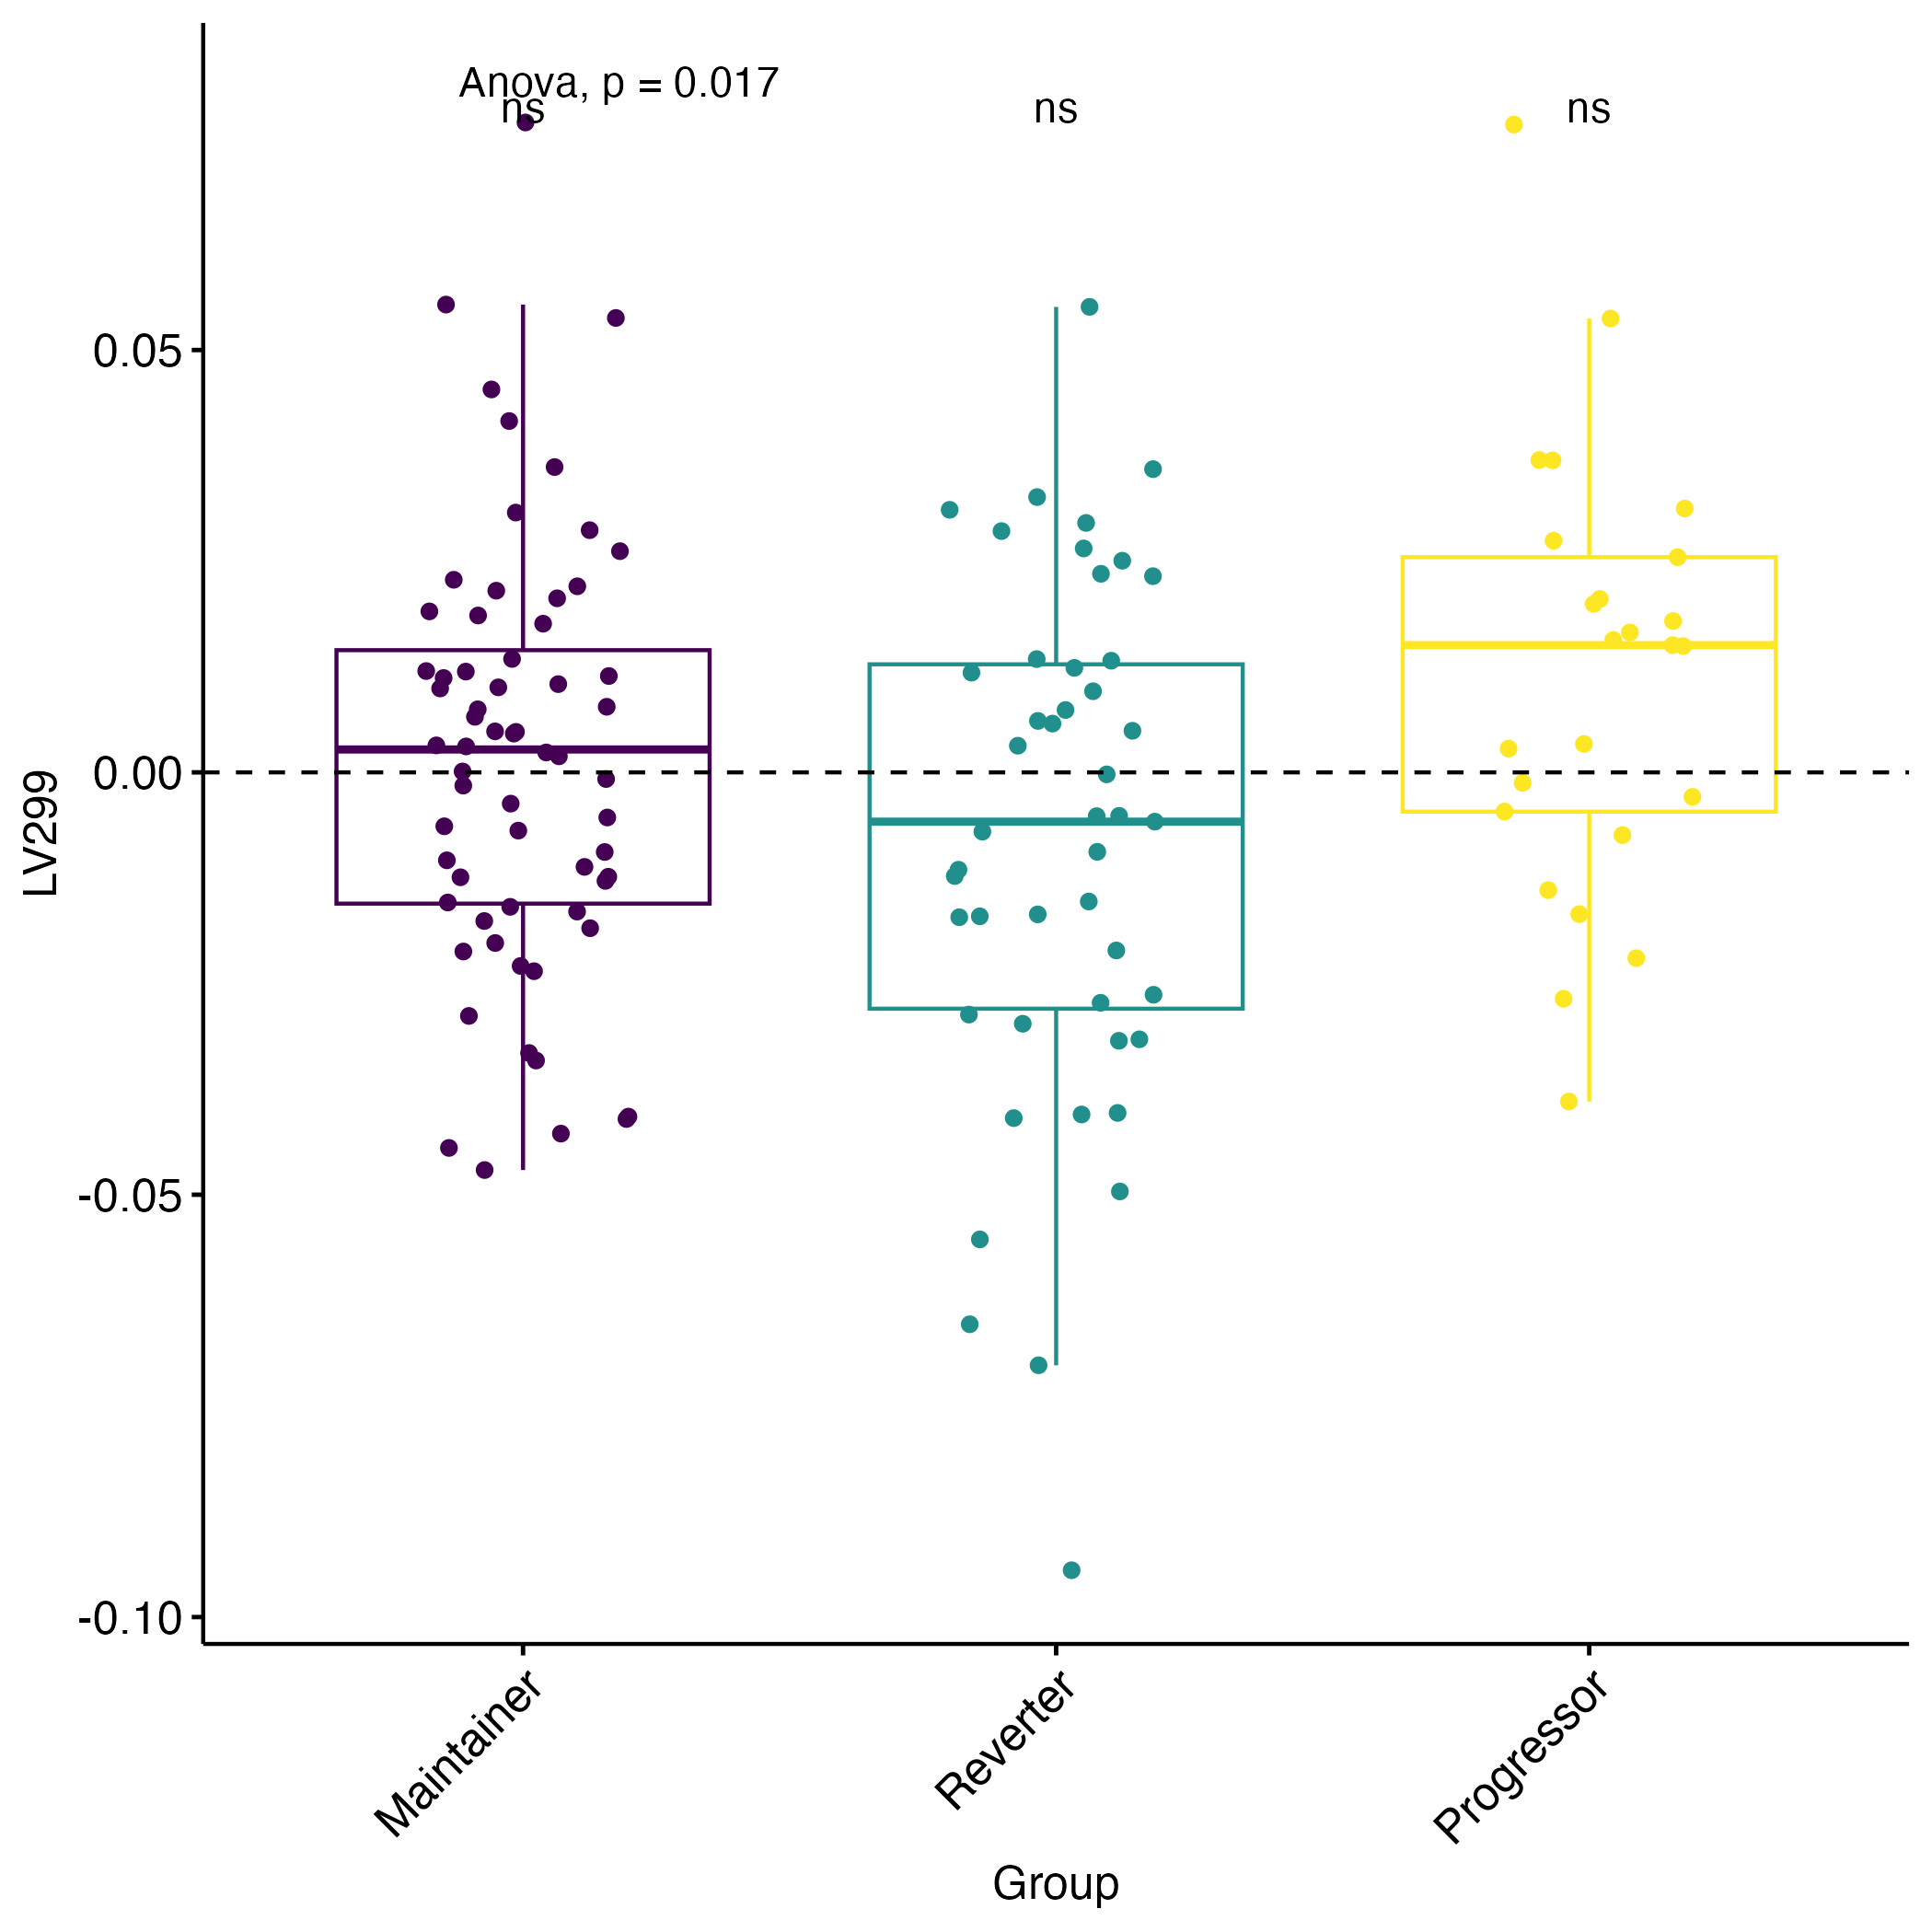 Anova, p = 0.017
ns
ns
ns
0.05
0.00
-0.05
-0.10
LV299
Maintainer
Reverter
Progressor
Group